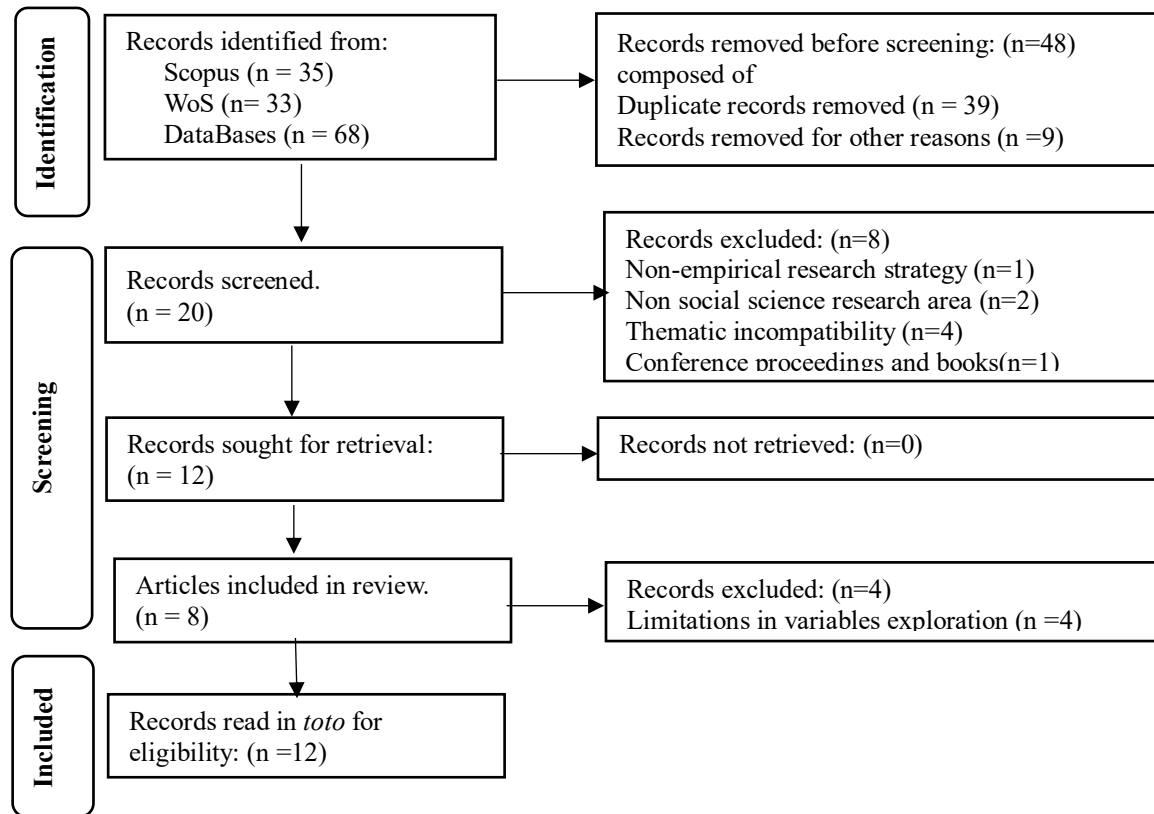 Identification
Records identified from:
Scopus (n = 35)
WoS (n= 33)
DataBases (n = 68)
Records removed before screening: (n=48)
composed of
Duplicate records removed (n = 39)
Records removed for other reasons (n =9)
Screening
Records screened.
(n = 20)
Records excluded: (n=8)
Non-empirical research strategy (n=1)
Non social science research area (n=2)
Thematic incompatibility (n=4)
Conference proceedings and books(n=1)
Records sought for retrieval:
(n = 12)
Records not retrieved: (n=0)
Articles included in review.
(n = 8)
Records excluded: (n=4)
Limitations in variables exploration (n =4)
Included
Records read in toto for
eligibility: (n =12)